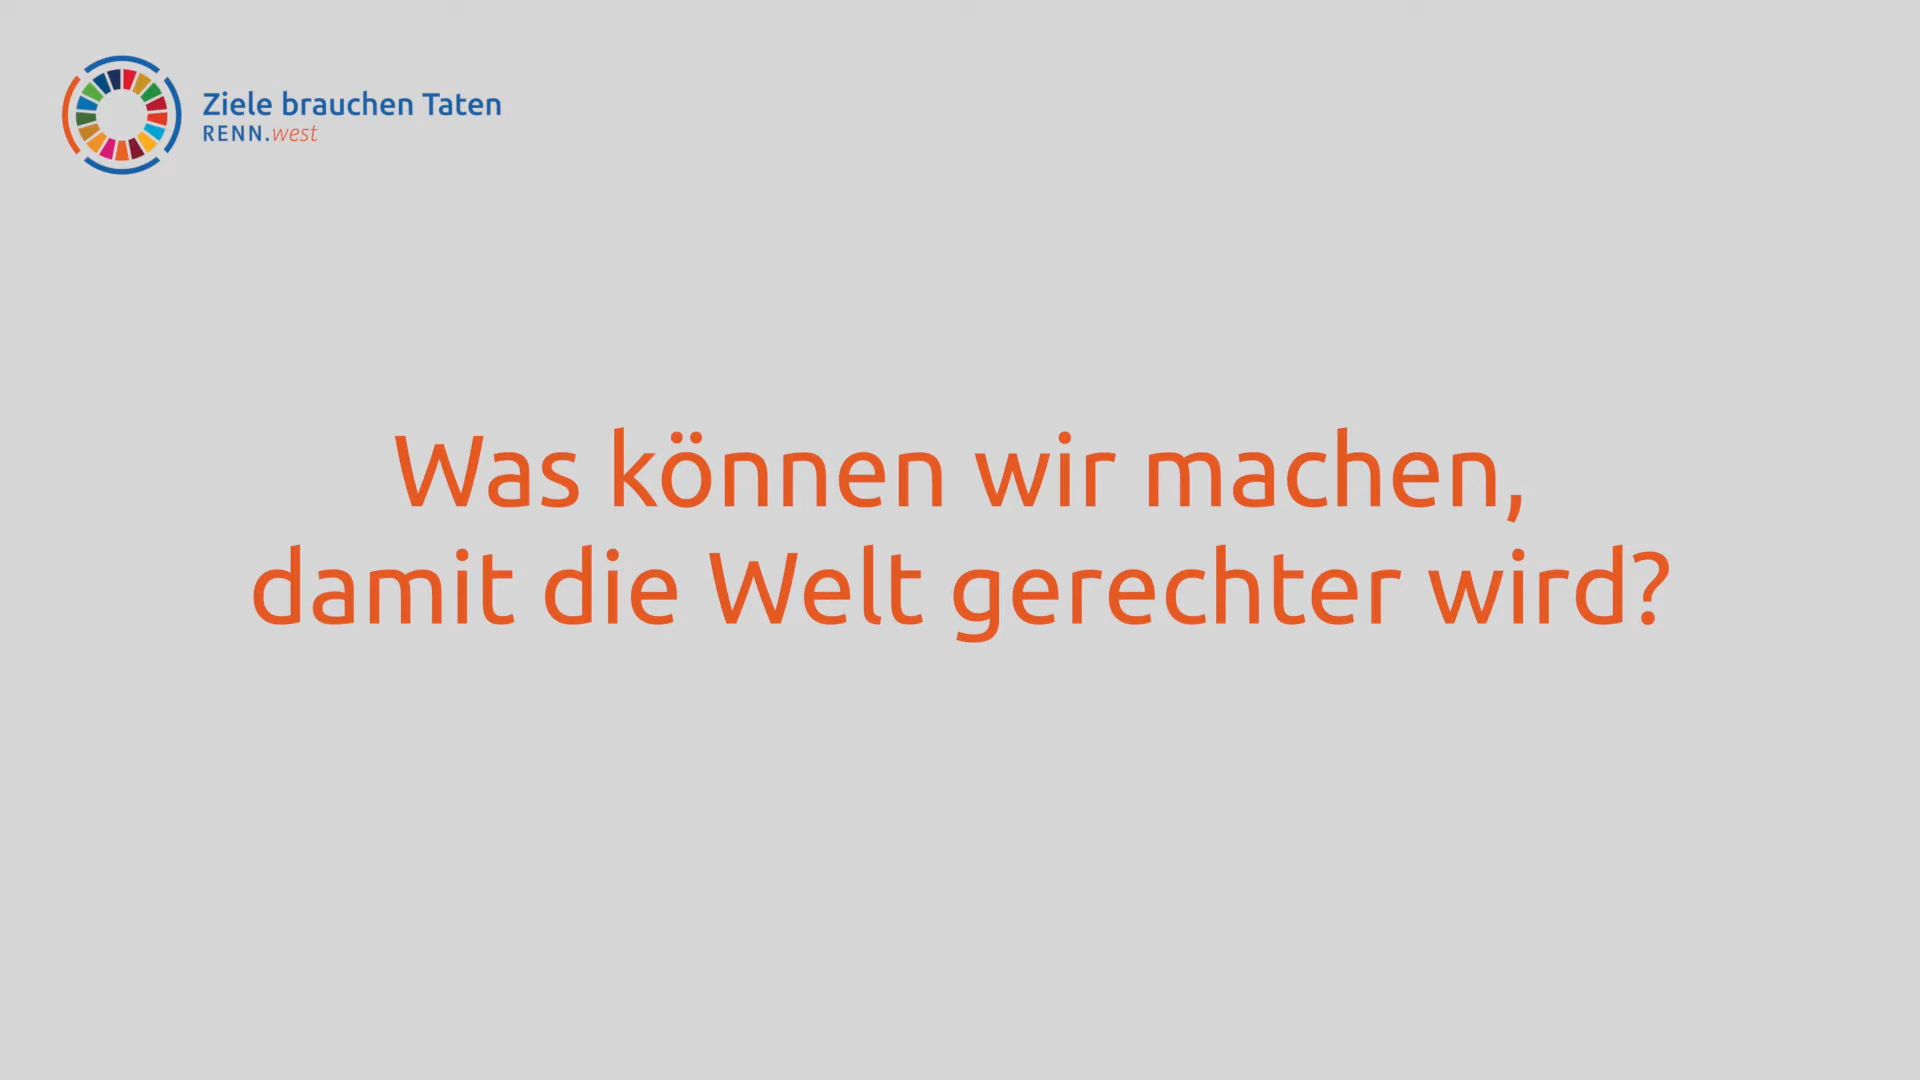 Ziele brauchen Taten
RENN.west
Was können wir machen,
damit die Welt gerechter wird?